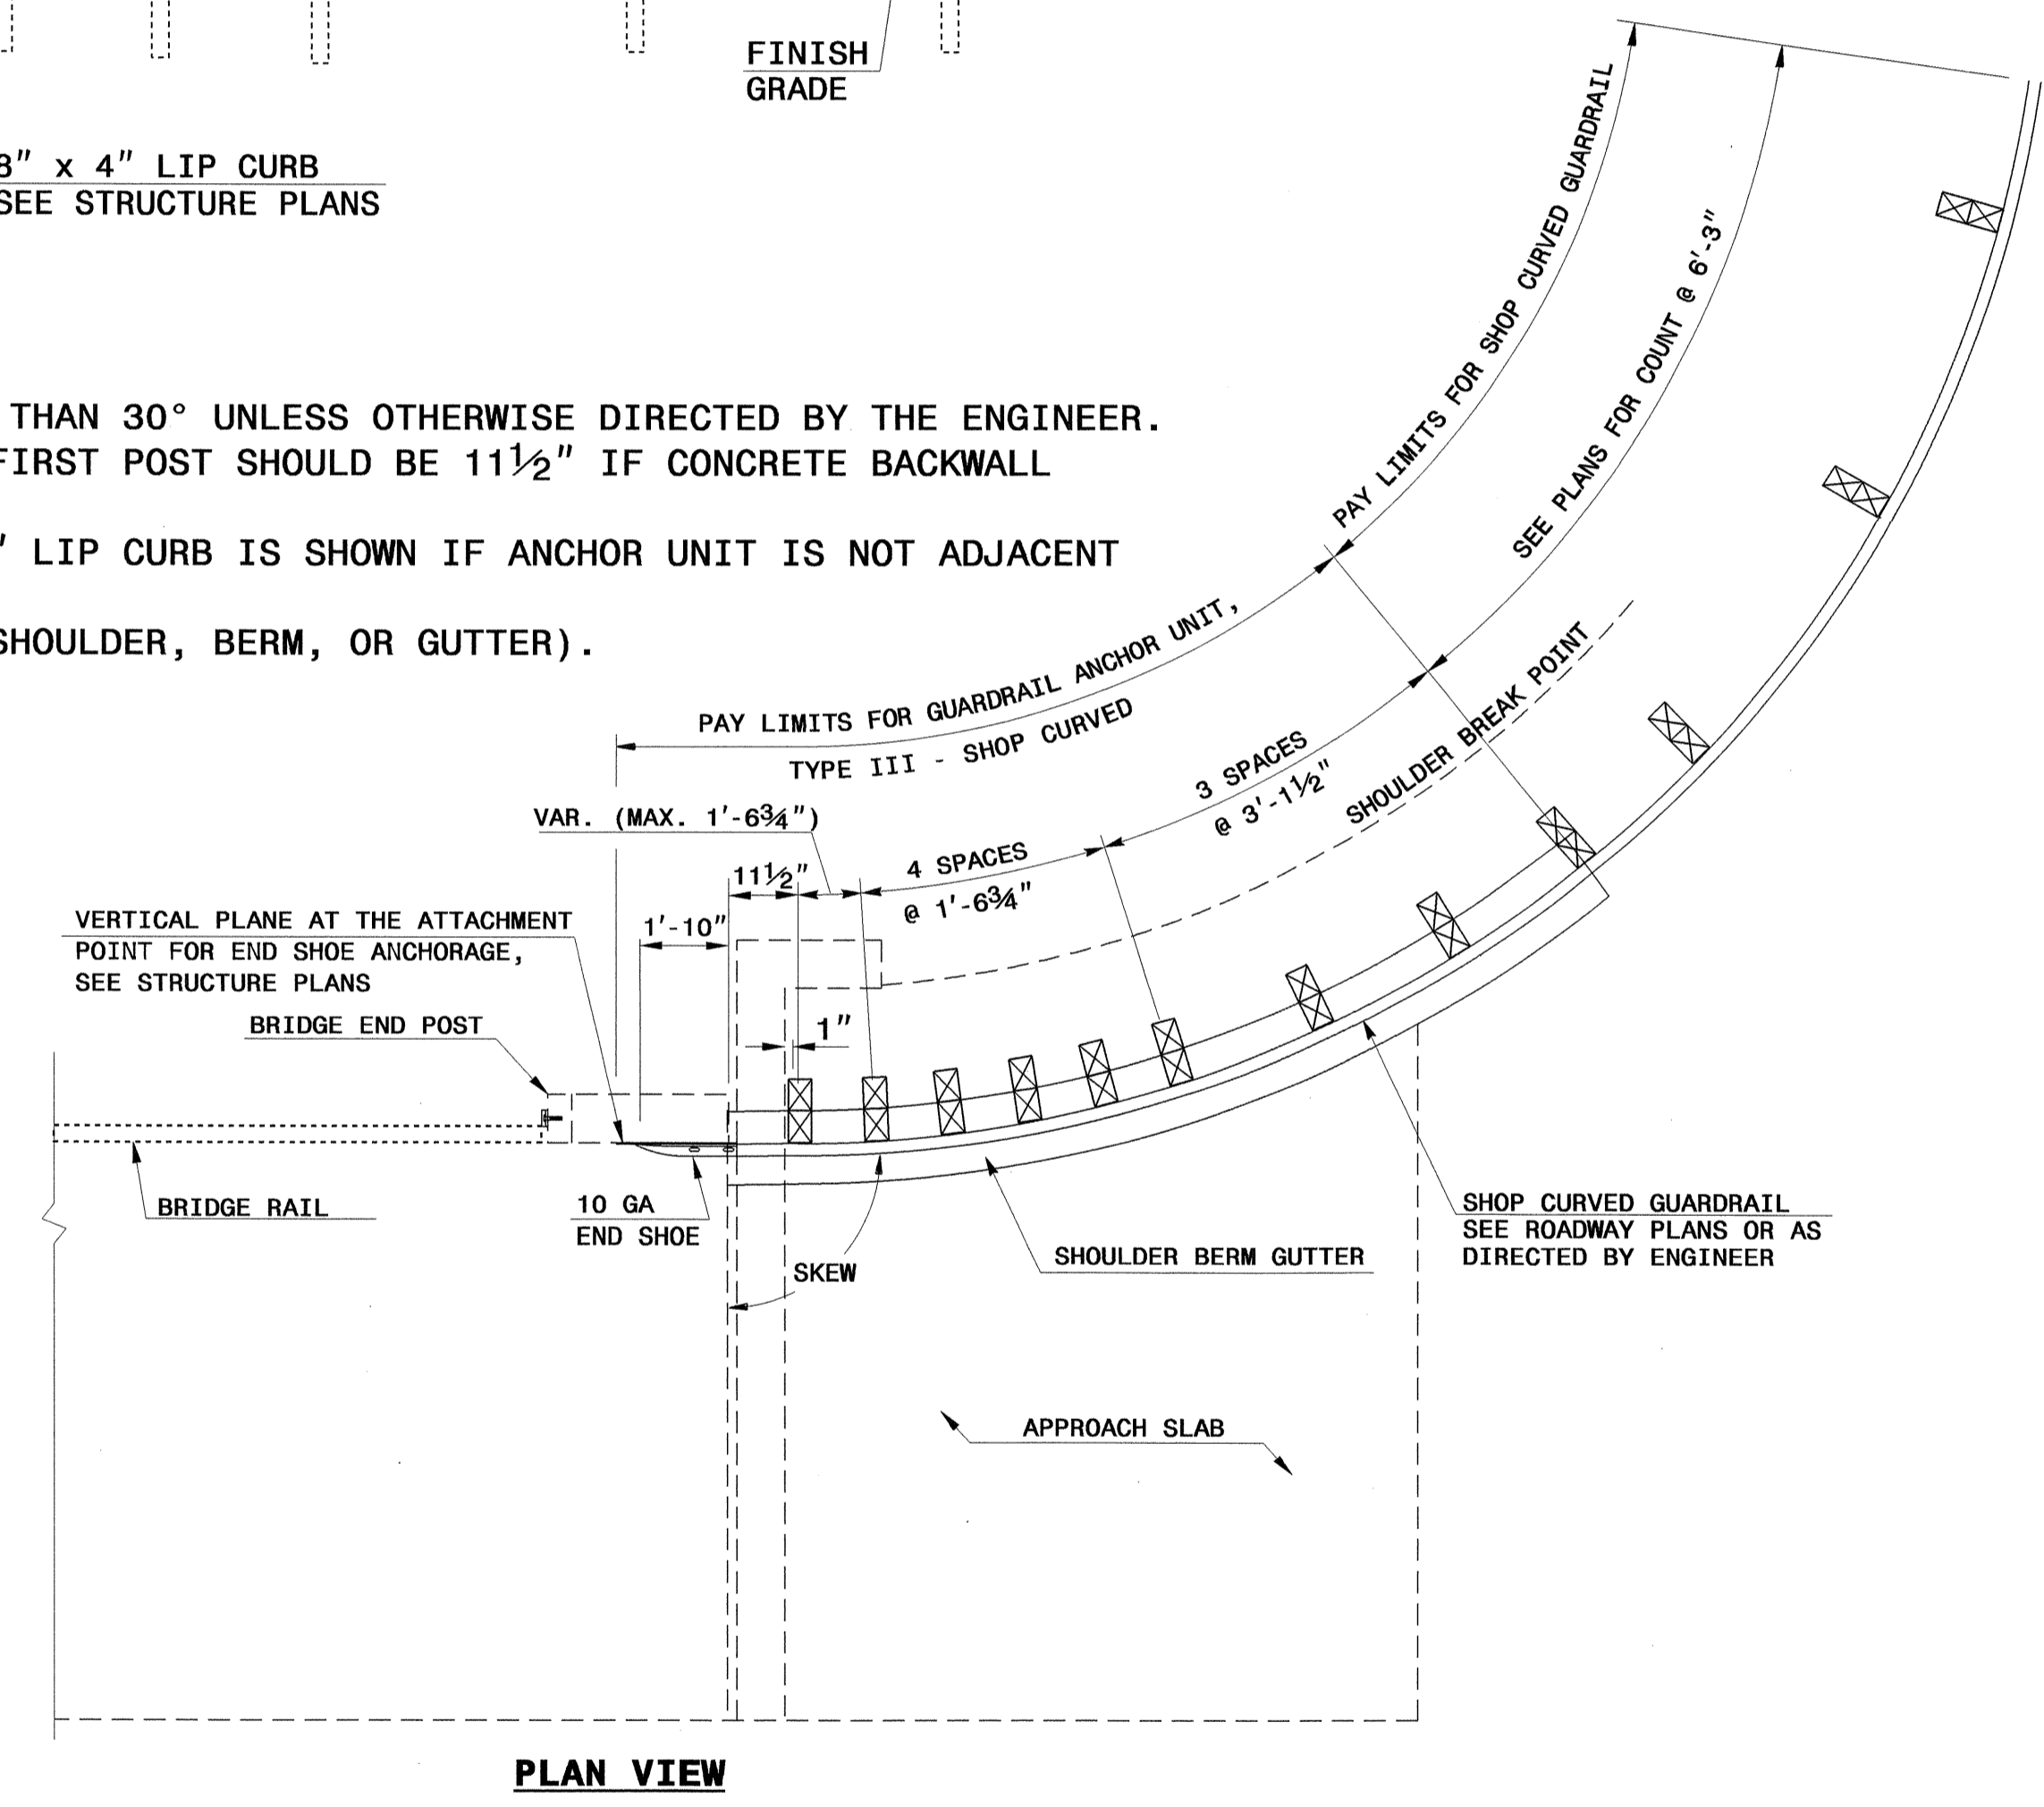 FINISH
GRADE
8" x 4" LIP CURB
SEE STRUCTURE PLANS
THAN 30° UNLESS OTHERWISE DIRECTED BY THE ENGINEER.
FIRST POST SHOULD BE 11½" IF CONCRETE BACKWALL
" LIP CURB IS SHOWN IF ANCHOR UNIT IS NOT ADJACENT
SHOULDER, BERM, OR GUTTER).
PAY LIMITS FOR SHOP CURVED GUARDRAIL
SEE PLANS FOR COUNT @ 6'-3"
PAY LIMITS FOR GUARDRAIL ANCHOR UNIT,
TYPE III - SHOP CURVED
SHOULDER BREAK POINT
3 SPACES
@ 3'-1½"
VAR. (MAX. 1'-6¾")
4 SPACES
@ 1'-6¾"
11½"
1'-10"
VERTICAL PLANE AT THE ATTACHMENT
POINT FOR END SHOE ANCHORAGE,
SEE STRUCTURE PLANS
BRIDGE END POST
1"
BRIDGE RAIL
10 GA
END SHOE
SKEW
SHOULDER BERM GUTTER
SHOP CURVED GUARDRAIL
SEE ROADWAY PLANS OR AS
DIRECTED BY ENGINEER
APPROACH SLAB
PLAN VIEW